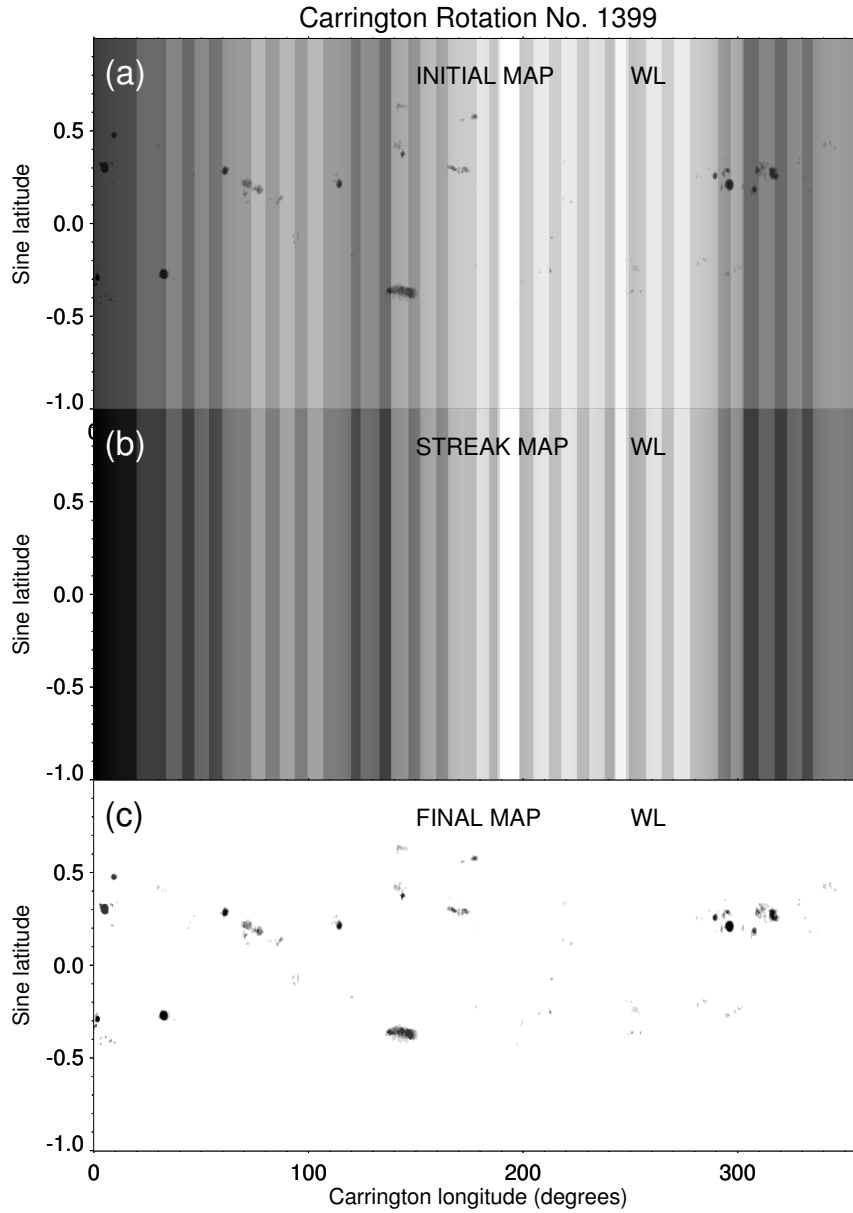 Carrington Rotation No. 1399
(a) INITIAL MAP WL
Sine latitude
0.5
0.0
-0.5
-1.0
(b) STREAK MAP WL
Sine latitude
0.5
0.0
-0.5
-1.0
(c) FINAL MAP WL
Sine latitude
0.5
0.0
-0.5
-1.0
0 100 200 300
Carrington longitude (degrees)